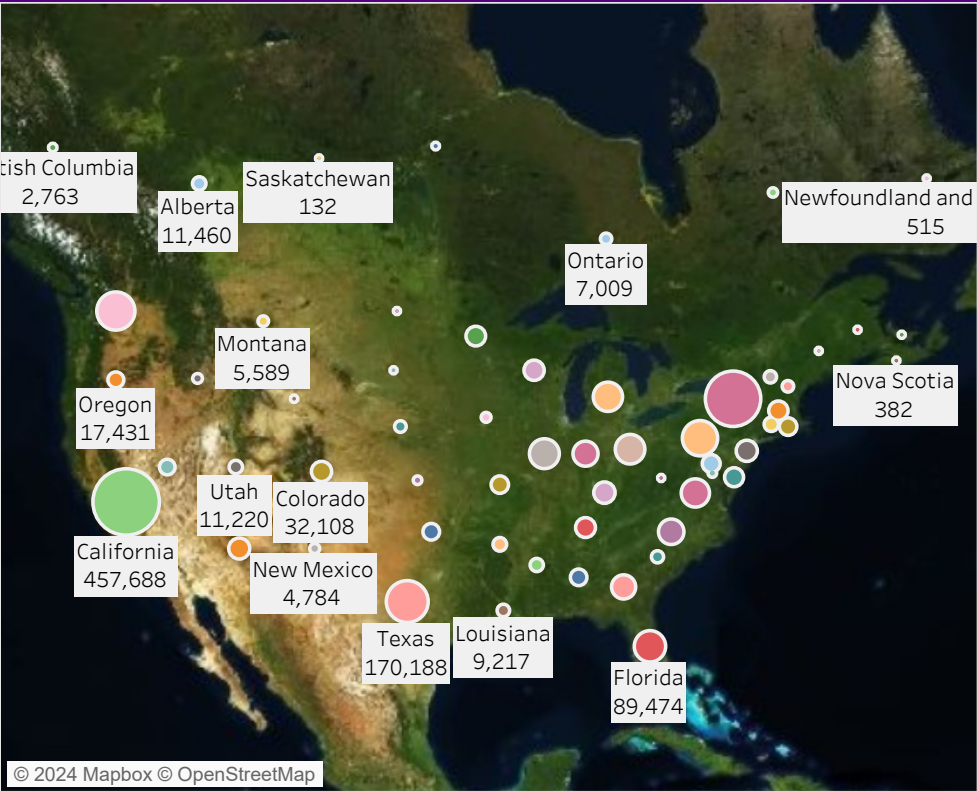 tish Columbia
2,763
Alberta
11,460
Saskatchewan
132
Newfoundland and
515
Ontario
7,009
Montana
5,589
Nova Scotia
382
Oregon
17,431
Utah
11,220
Colorado
32,108
California
457,688
New Mexico
4,784
Texas
170,188
Louisiana
9,217
Florida
89,474
© 2024 Mapbox © OpenStreetMap